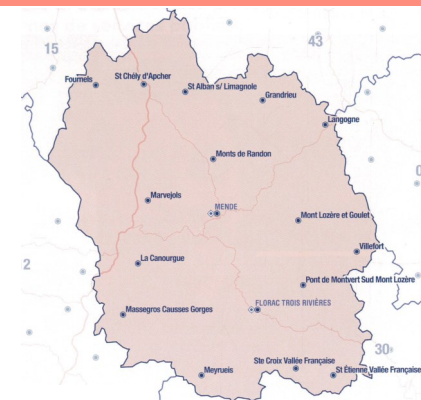 15
43
St Chély d'Apcher
Fournels
St Alban s/ Limagnole
Grandrieu
Langogne
Monts de Randon
0
Marvejols
MENDE
Mont Lozère et Goulet
Villefort
La Canourgue
2
Pont de Montvert Sud Mont Lozère
FLORAC TROIS RIVIÈRES
Massegros Causses Gorges
30
Ste Croix Vallée Française
Meyrueis
St Étienne Vallée Française